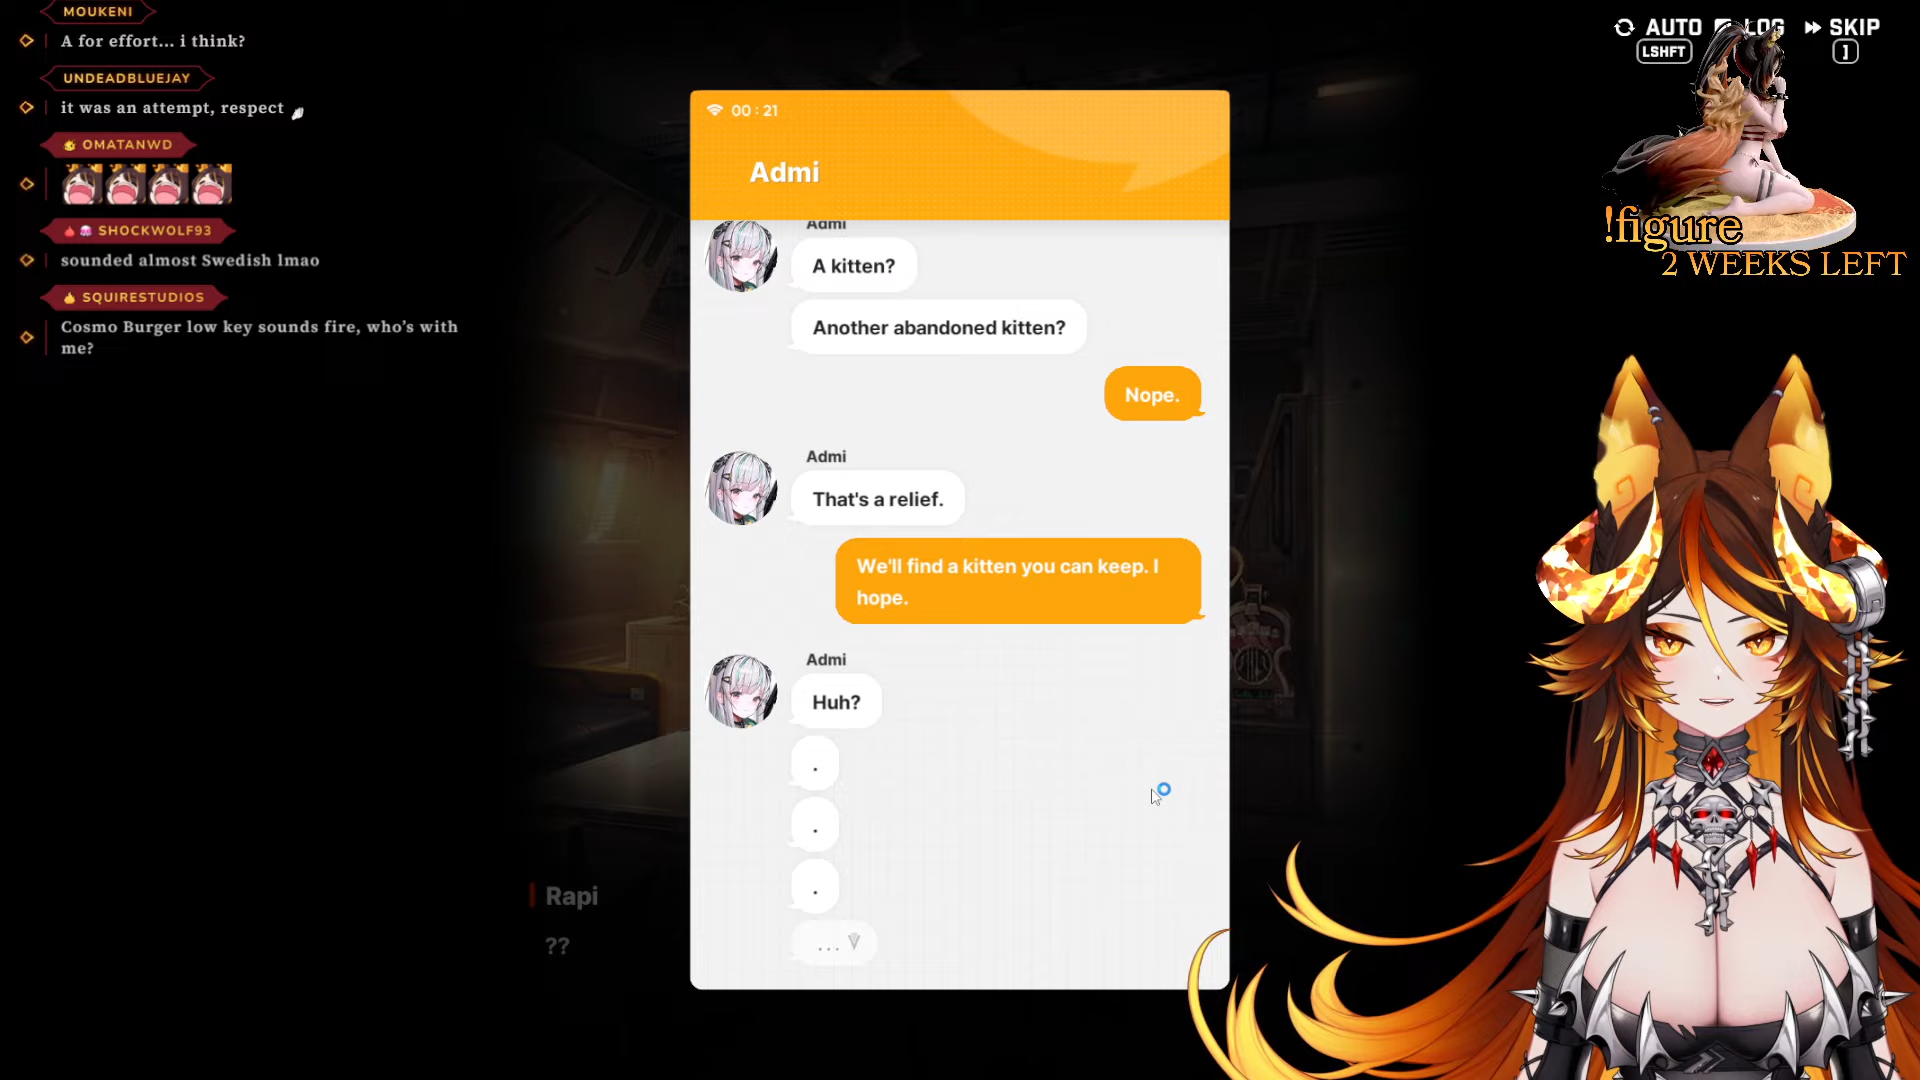 MOUKENI
A for effort... i think?
UNDEADBLUEJAY
it was an attempt, respect
OMATANWD
SHOCKWOLF93
sounded almost Swedish lmao
SQUIRESTUDIOS
Cosmo Burger low key sounds fire, who's with
me?
00 : 21
Admi
Admi
A kitten?
Another abandoned kitten?
Nope.
Admi
That's a relief.
We'll find a kitten you can keep. I
hope.
Admi
Huh?
.
.
.
...
Rapi
??
AUTO LOG SKIP
LSHFT ]
!figure
2 WEEKS LEFT